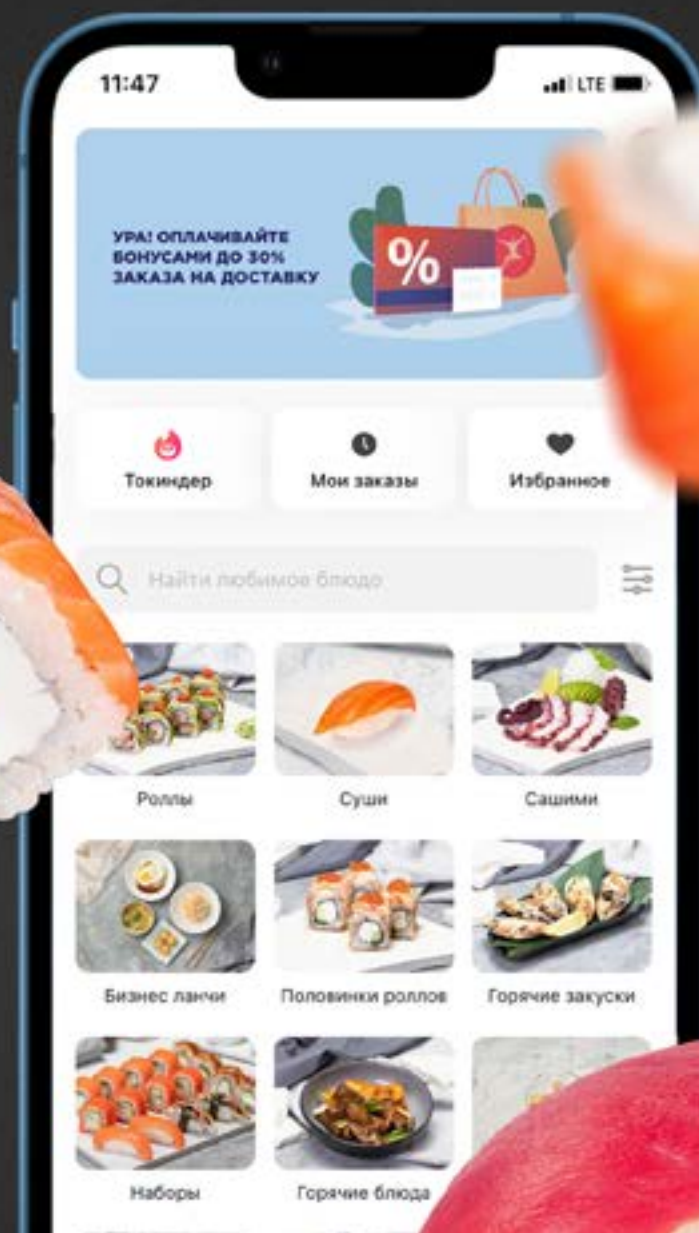 11:47
LTE
УРА! ОПЛАЧИВАЙТЕ
БОНУСАМИ ДО 30%
ЗАКАЗА НА ДОСТАВКУ
%
Токиндер
Мои заказы
Избранное
Найти любимое блюдо
Роллы
Суши
Сашими
Бизнес ланчи
Половинки роллов
Горячие закуски
Наборы
Горячие блюда